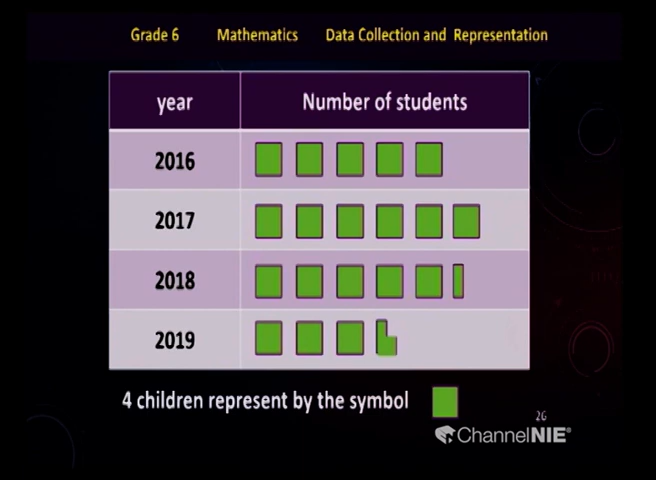 Grade 6 Mathematics Data Collection and Representation
year Number of students
2016
2017
2018
2019
4 children represent by the symbol
26
ChannelNIE®